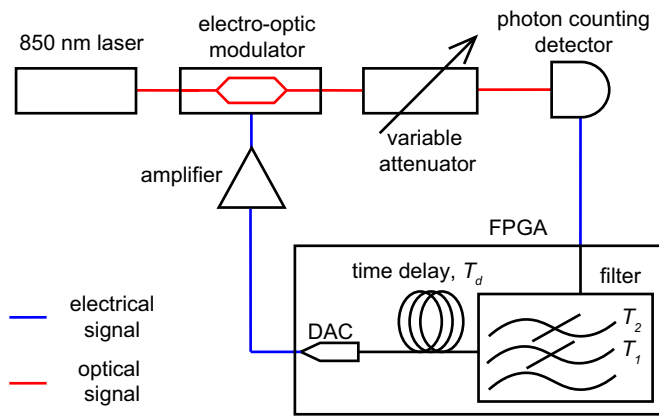 850 nm laser
electro-optic
modulator
photon counting
detector
variable
attenuator
amplifier
FPGA
time delay, T_d
filter
DAC
T_2
T_1
electrical
signal
optical
signal